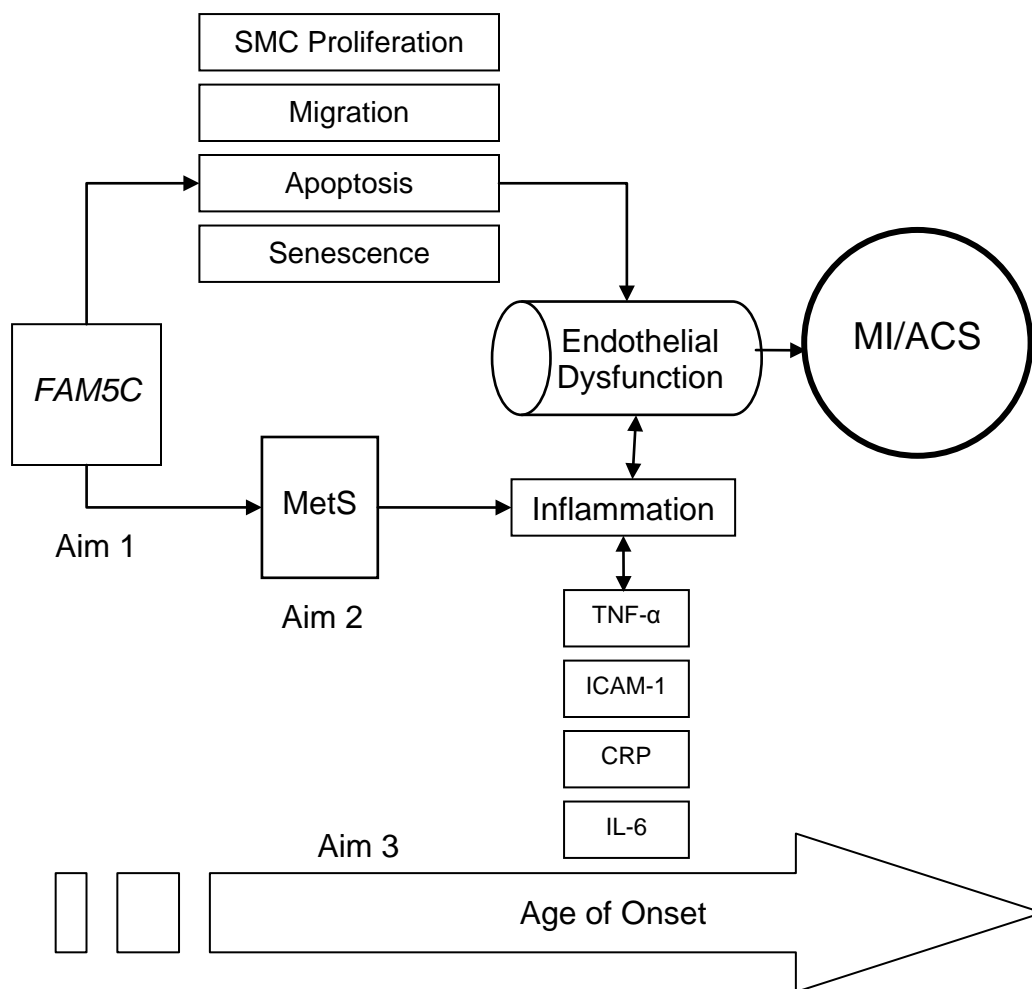 SMC Proliferation
Migration
Apoptosis
Senescence
FAM5C
Endothelial
Dysfunction
MI/ACS
MetS
Inflammation
Aim 1
Aim 2
TNF-α
ICAM-1
CRP
IL-6
Aim 3
Age of Onset